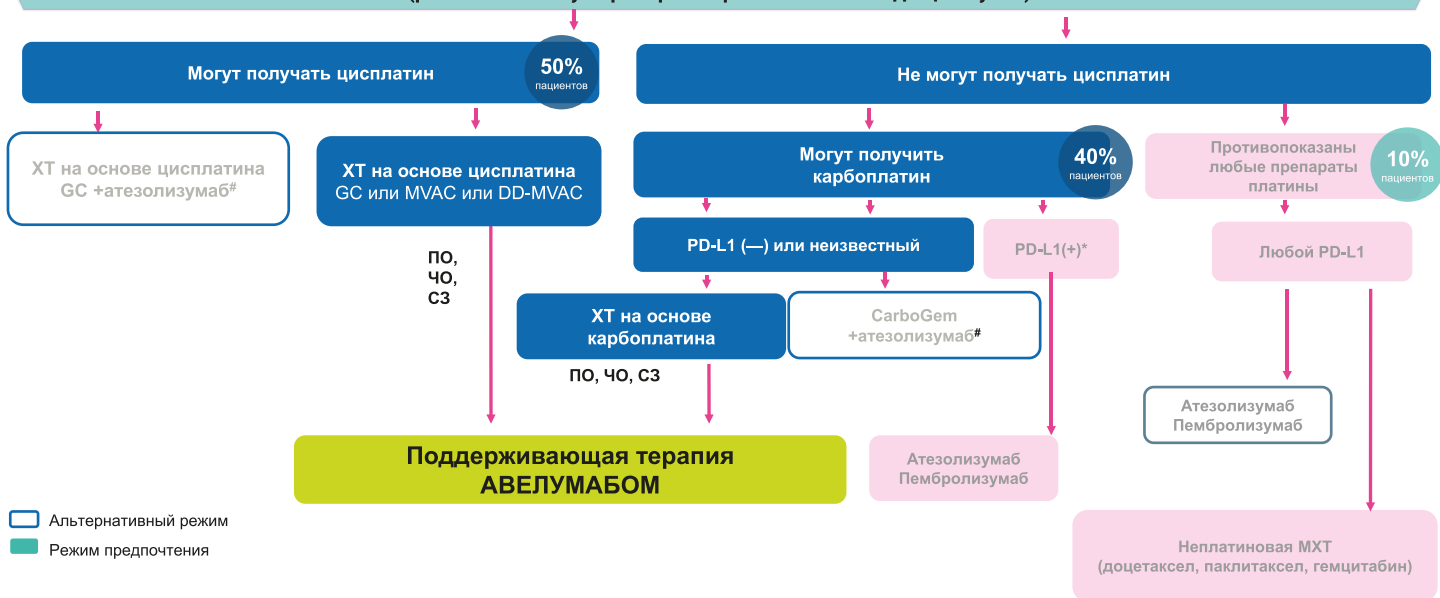 Могут получать цисплатин
50%
пациентов
Не могут получать цисплатин
ХТ на основе цисплатина
GC +атезолизумаб#
ХТ на основе цисплатина
GC или MVAC или DD-MVAC
Могут получить
карбоплатин
40%
пациентов
Противопоказаны
любые препараты
платины
10%
пациентов
PD-L1 (—) или неизвестный
PD-L1(+)*
Любой PD-L1
ПО,
ЧО,
СЗ
ХТ на основе
карбоплатина
CarboGem
+атезолизумаб#
ПО, ЧО, СЗ
Атезолизумаб
Пембролизумаб
Поддерживающая терапия
АВЕЛУМАБОМ
Атезолизумаб
Пембролизумаб
Альтернативный режим
Режим предпочтения
Неплатиновая МХТ
(доцетаксел, паклитаксел, гемцитабин)